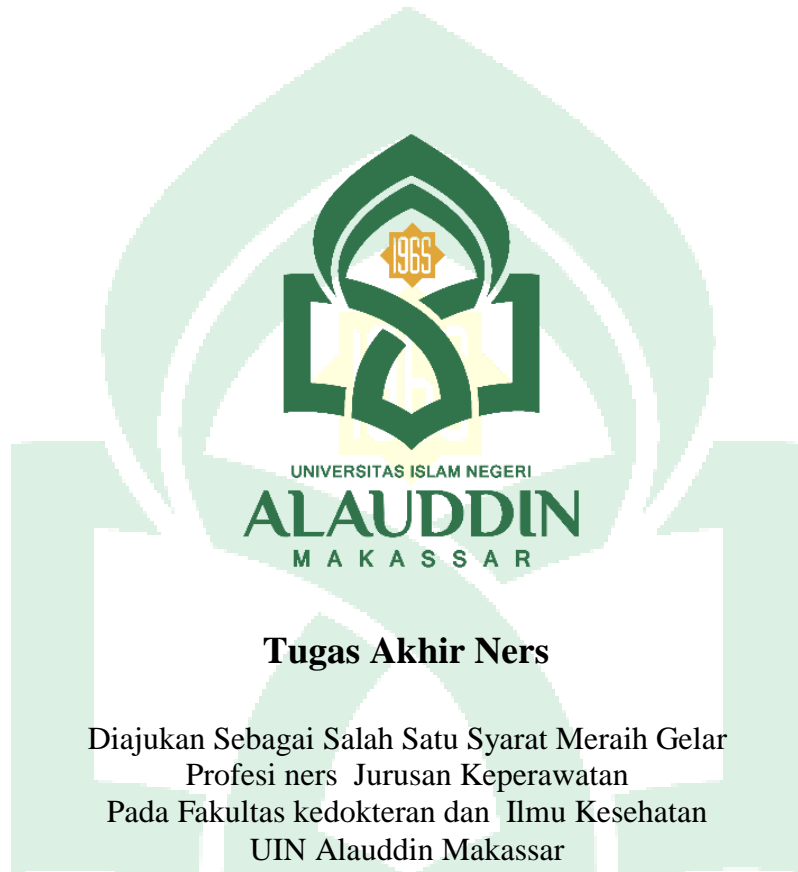 1965
UNIVERSITAS ISLAM NEGERI
ALAUDDIN
MAKASSAR
Tugas Akhir Ners
Diajukan Sebagai Salah Satu Syarat Meraih Gelar
Profesi ners Jurusan Keperawatan
Pada Fakultas kedokteran dan Ilmu Kesehatan
UIN Alauddin Makassar